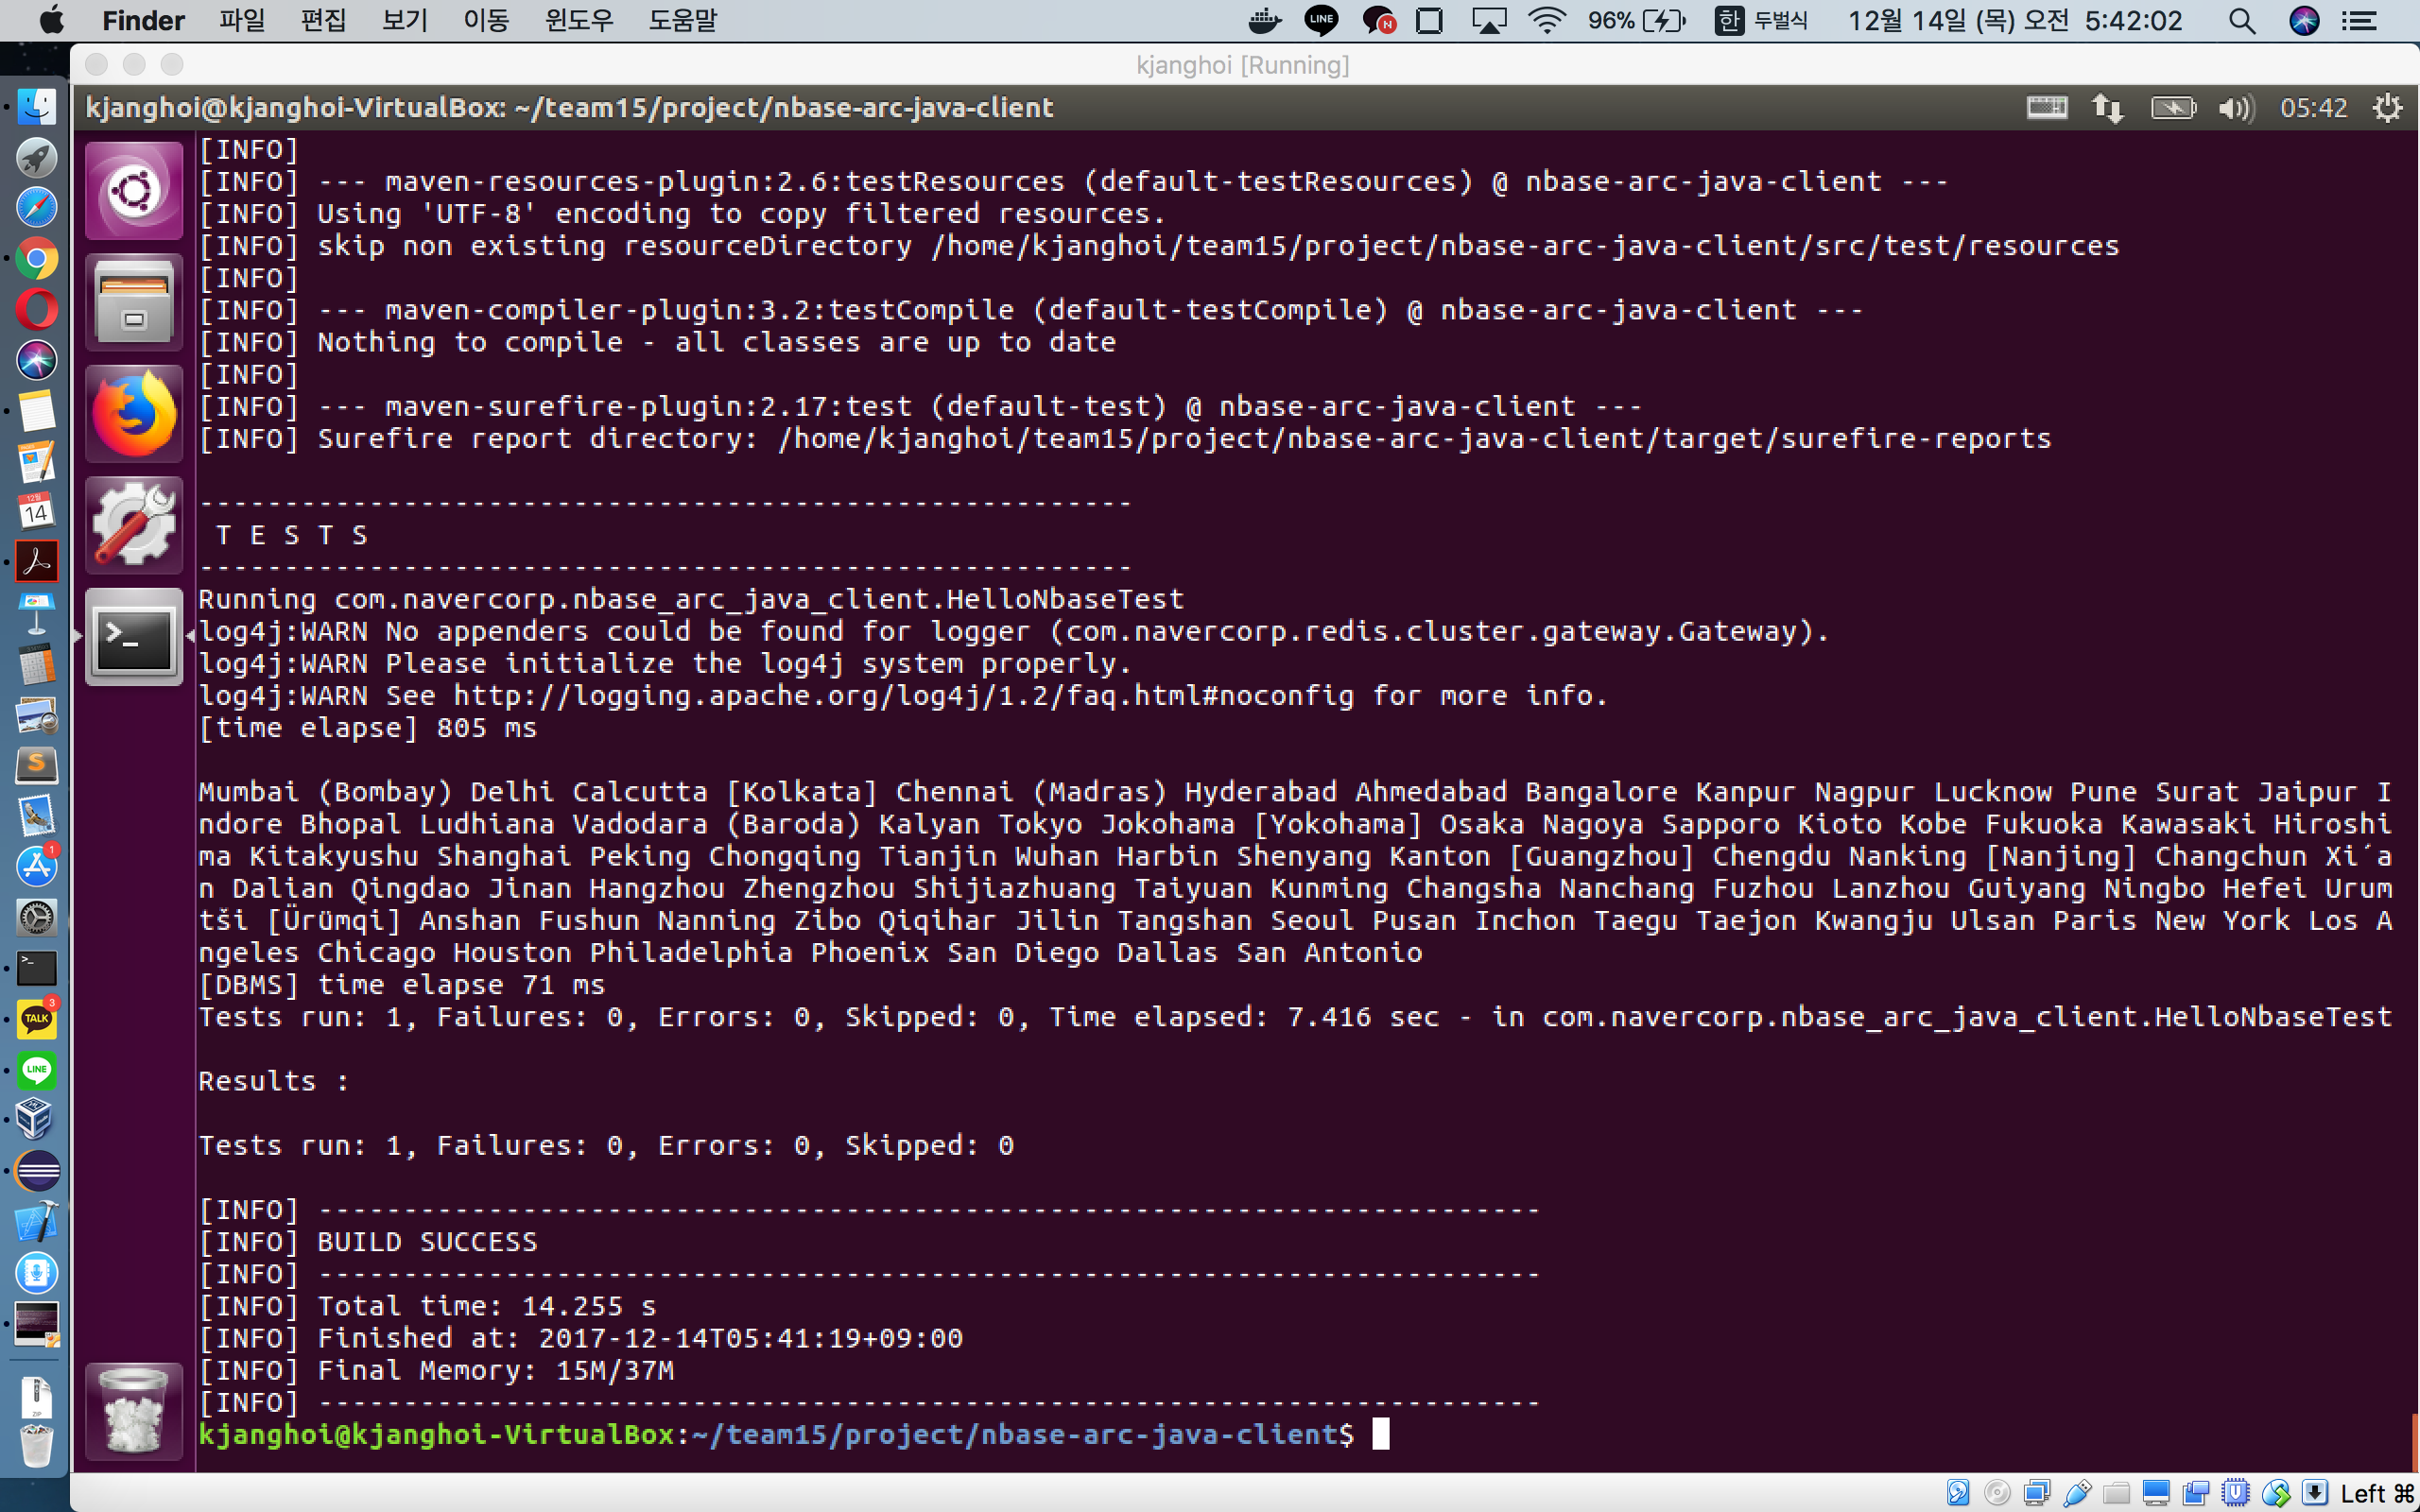 Finder 파일 편집 보기 이동 윈도우 도움말 LINE N 96% 한 두벌식 12월 14일 (목) 오전 5:42:02
kjanghoi [Running]
kjanghoi@kjanghoi-VirtualBox: ~/team15/project/nbase-arc-java-client 05:42
[INFO]
[INFO] --- maven-resources-plugin:2.6:testResources (default-testResources) @ nbase-arc-java-client ---
[INFO] Using 'UTF-8' encoding to copy filtered resources.
[INFO] skip non existing resourceDirectory /home/kjanghoi/team15/project/nbase-arc-java-client/src/test/resources
[INFO]
[INFO] --- maven-compiler-plugin:3.2:testCompile (default-testCompile) @ nbase-arc-java-client ---
[INFO] Nothing to compile - all classes are up to date
[INFO]
[INFO] --- maven-surefire-plugin:2.17:test (default-test) @ nbase-arc-java-client ---
[INFO] Surefire report directory: /home/kjanghoi/team15/project/nbase-arc-java-client/target/surefire-reports
-------------------------------------------------------
T E S T S
-------------------------------------------------------
Running com.navercorp.nbase_arc_java_client.HelloNbaseTest
log4j:WARN No appenders could be found for logger (com.navercorp.redis.cluster.gateway.Gateway).
log4j:WARN Please initialize the log4j system properly.
log4j:WARN See http://logging.apache.org/log4j/1.2/faq.html#noconfig for more info.
[time elapse] 805 ms
Mumbai (Bombay) Delhi Calcutta [Kolkata] Chennai (Madras) Hyderabad Ahmedabad Bangalore Kanpur Nagpur Lucknow Pune Surat Jaipur I
ndore Bhopal Ludhiana Vadodara (Baroda) Kalyan Tokyo Jokohama [Yokohama] Osaka Nagoya Sapporo Kioto Kobe Fukuoka Kawasaki Hiroshi
ma Kitakyushu Shanghai Peking Chongqing Tianjin Wuhan Harbin Shenyang Kanton [Guangzhou] Chengdu Nanking [Nanjing] Changchun Xi´a
n Dalian Qingdao Jinan Hangzhou Zhengzhou Shijiazhuang Taiyuan Kunming Changsha Nanchang Fuzhou Lanzhou Guiyang Ningbo Hefei Urum
tši [Ürümqi] Anshan Fushun Nanning Zibo Qiqihar Jilin Tangshan Seoul Pusan Inchon Taegu Taejon Kwangju Ulsan Paris New York Los A
ngeles Chicago Houston Philadelphia Phoenix San Diego Dallas San Antonio
[DBMS] time elapse 71 ms
Tests run: 1, Failures: 0, Errors: 0, Skipped: 0, Time elapsed: 7.416 sec - in com.navercorp.nbase_arc_java_client.HelloNbaseTest
Results :
Tests run: 1, Failures: 0, Errors: 0, Skipped: 0
[INFO] ------------------------------------------------------------------------
[INFO] BUILD SUCCESS
[INFO] ------------------------------------------------------------------------
[INFO] Total time: 14.255 s
[INFO] Finished at: 2017-12-14T05:41:19+09:00
[INFO] Final Memory: 15M/37M
[INFO] ------------------------------------------------------------------------
kjanghoi@kjanghoi-VirtualBox:~/team15/project/nbase-arc-java-client$
12월
14
S
1
3
TALK
LINE
ZIP
Left ⌘